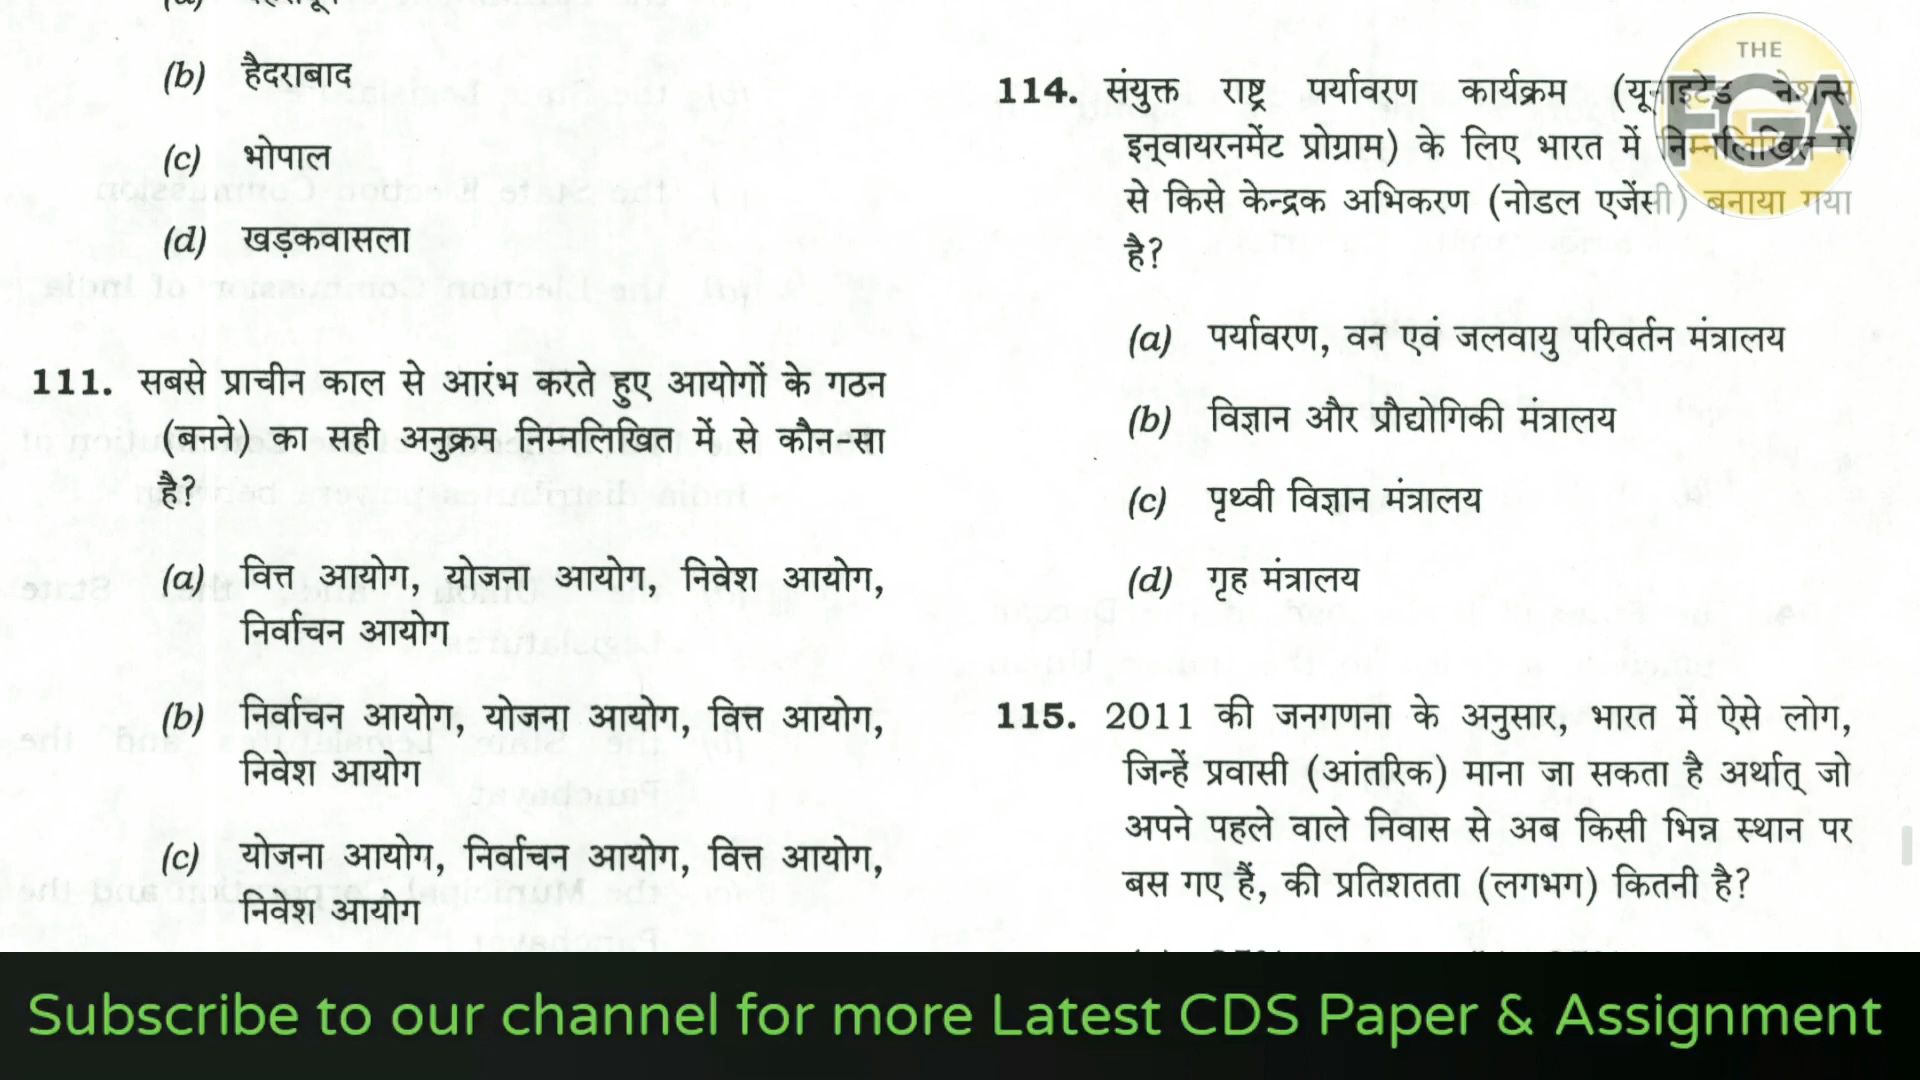 (b) हैदराबाद
(c) भोपाल
(d) खड़कवासला
111. सबसे प्राचीन काल से आरंभ करते हुए आयोगों के गठन
(बनने) का सही अनुक्रम निम्नलिखित में से कौन-सा
है?
(a) वित्त आयोग, योजना आयोग, निवेश आयोग,
निर्वाचन आयोग
(b) निर्वाचन आयोग, योजना आयोग, वित्त आयोग,
निवेश आयोग
(c) योजना आयोग, निर्वाचन आयोग, वित्त आयोग,
निवेश आयोग
114. संयुक्त राष्ट्र पर्यावरण कार्यक्रम (यूनाइटेड नेशन्स
इन्वायरनमेंट प्रोग्राम) के लिए भारत में निम्नलिखित में
से किसे केन्द्रक अभिकरण (नोडल एजेंसी) बनाया गया
है?
(a) पर्यावरण, वन एवं जलवायु परिवर्तन मंत्रालय
(b) विज्ञान और प्रौद्योगिकी मंत्रालय
(c) पृथ्वी विज्ञान मंत्रालय
(d) गृह मंत्रालय
115. 2011 की जनगणना के अनुसार, भारत में ऐसे लोग,
जिन्हें प्रवासी (आंतरिक) माना जा सकता है अर्थात् जो
अपने पहले वाले निवास से अब किसी भिन्न स्थान पर
बस गए हैं, की प्रतिशतता (लगभग) कितनी है?
THE
FGA
Subscribe to our channel for more Latest CDS Paper & Assignment